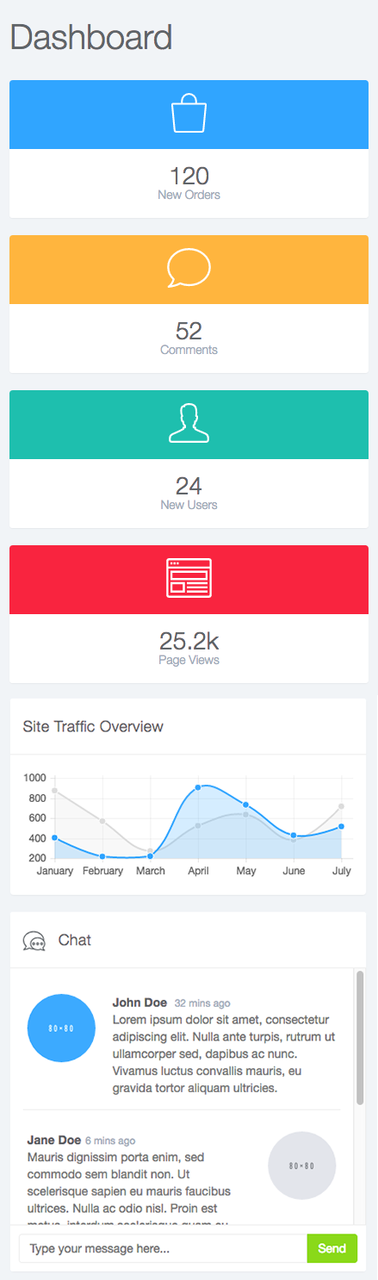 Dashboard
120
New Orders
52
Comments
24
New Users
25.2k
Page Views
Site Traffic Overview
1000
800
600
400
200
January February March April May June July
Chat
John Doe 32 mins ago
80×80
Lorem ipsum dolor sit amet, consectetur
adipiscing elit. Nulla ante turpis, rutrum ut
ullamcorper sed, dapibus ac nunc.
Vivamus luctus convallis mauris, eu
gravida tortor aliquam ultricies.
Jane Doe 6 mins ago
80×80
Mauris dignissim porta enim, sed
commodo sem blandit non. Ut
scelerisque sapien eu mauris faucibus
ultrices. Nulla ac odio nisl. Proin est
metus, interdum scelerisque quam eu
Type your message here...
Send